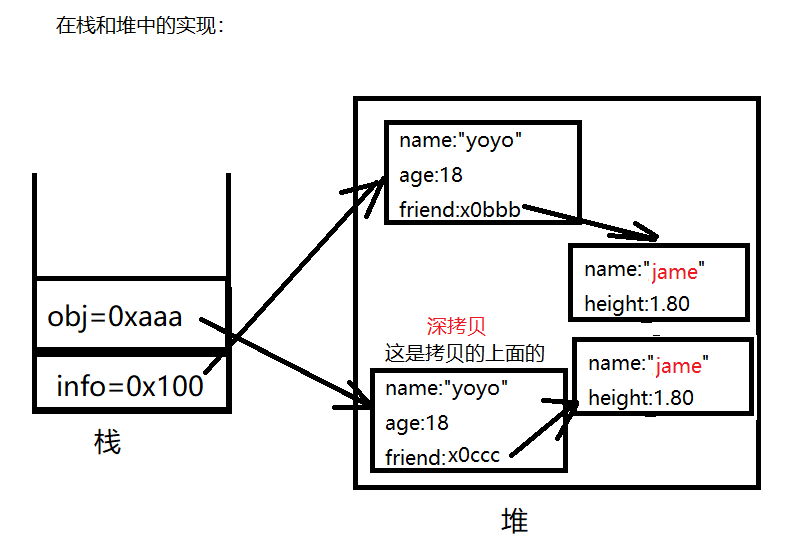 在栈和堆中的实现：
name:"yoyo"
age:18
friend:x0bbb
name:"jame"
height:1.80
obj=0xaaa
info=0x100
栈
深拷贝
这是拷贝的上面的
name:"yoyo"
age:18
friend:x0ccc
name:"jame"
height:1.80
堆